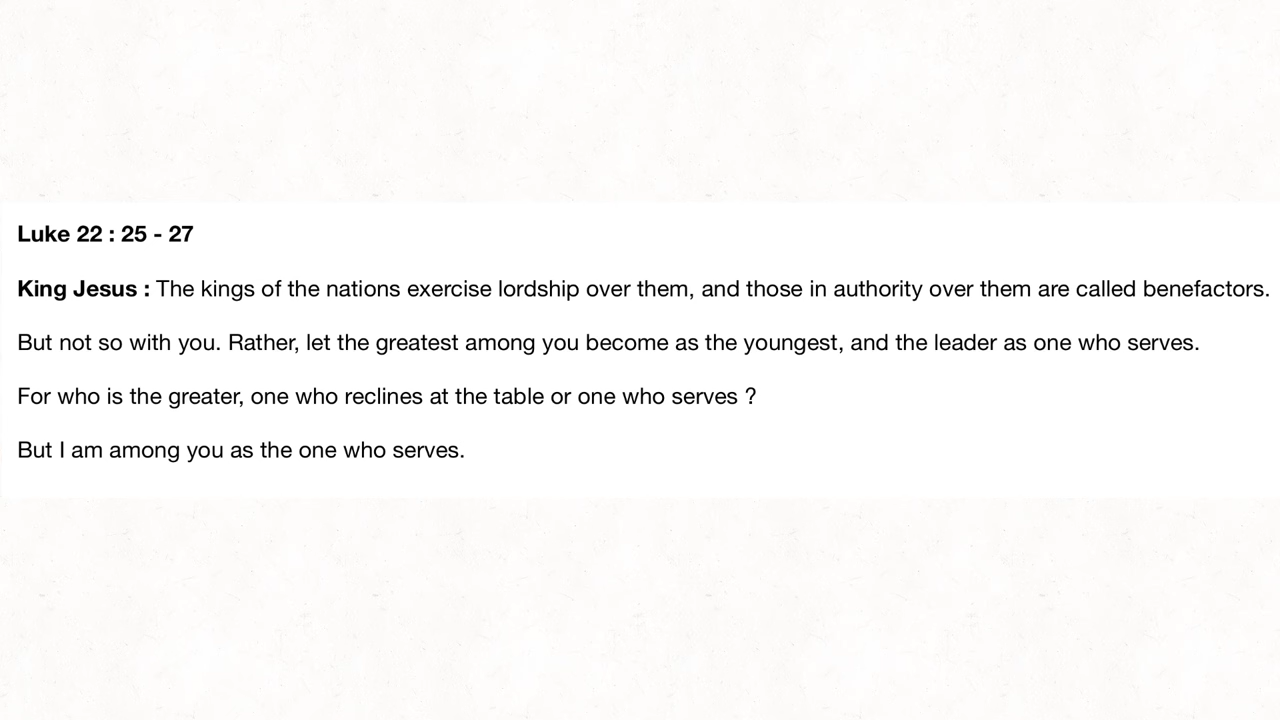 Luke 22 : 25 - 27
King Jesus : The kings of the nations exercise lordship over them, and those in authority over them are called benefactors.
But not so with you. Rather, let the greatest among you become as the youngest, and the leader as one who serves.
For who is the greater, one who reclines at the table or one who serves ?
But I am among you as the one who serves.